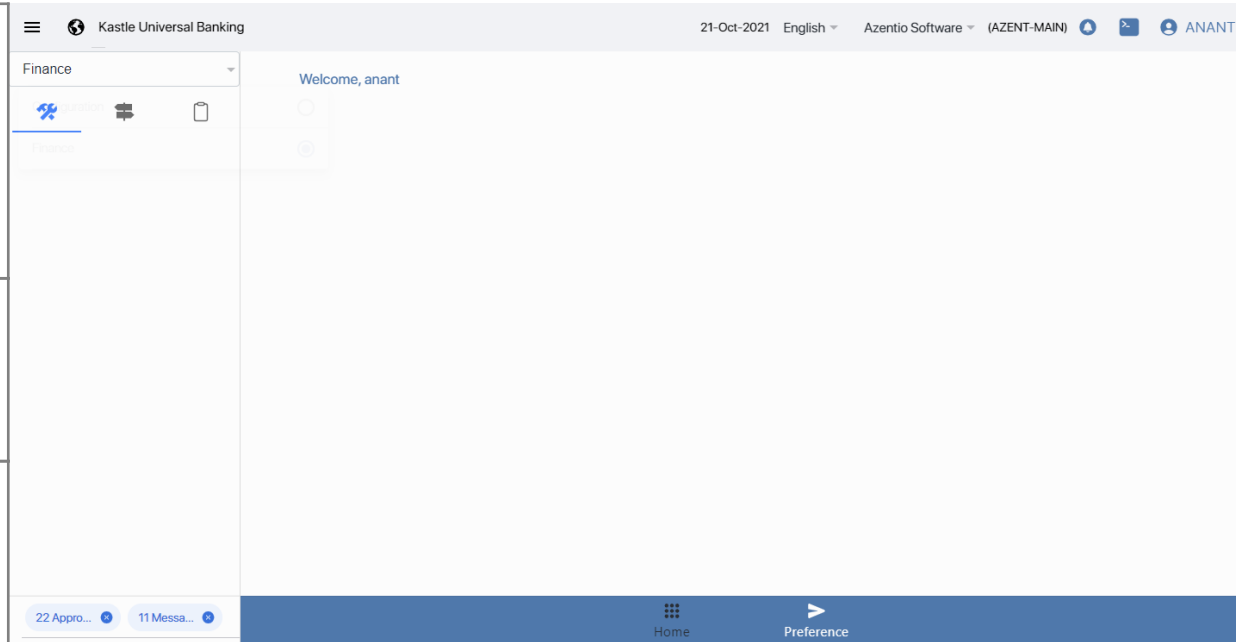 Kastle Universal Banking 21-Oct-2021 English Azentio Software (AZENT-MAIN) ANANT
Finance
Welcome, anant
Finance
22 Appro... 11 Messa...
Home Preference